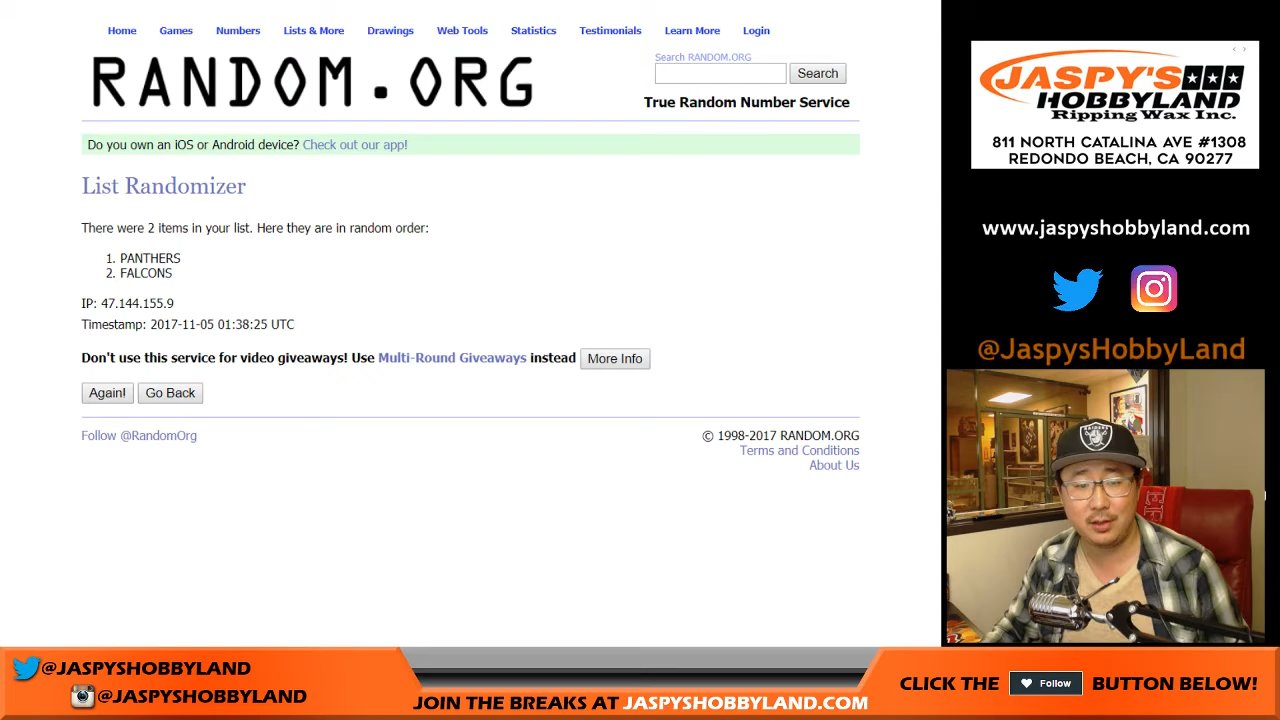 Home Games Numbers Lists & More Drawings Web Tools Statistics Testimonials Learn More Login
RANDOM.ORG
Search RANDOM.ORG
Search
True Random Number Service
Do you own an iOS or Android device? Check out our app!
List Randomizer
There were 2 items in your list. Here they are in random order:
1. PANTHERS
2. FALCONS
IP: 47.144.155.9
Timestamp: 2017-11-05 01:38:25 UTC
Don't use this service for video giveaways! Use Multi-Round Giveaways instead More Info
Again! Go Back
Follow @RandomOrg
© 1998-2017 RANDOM.ORG
Terms and Conditions
About Us
JASPY'S
HOBBYLAND
Ripping Wax Inc.
811 NORTH CATALINA AVE #1308
REDONDO BEACH, CA 90277
www.jaspyshobbyland.com
@JaspysHobbyLand
RAIDERS
@JASPYSHOBBYLAND
@JASPYSHOBBYLAND
JOIN THE BREAKS AT JASPYSHOBBYLAND.COM
CLICK THE Follow BUTTON BELOW!